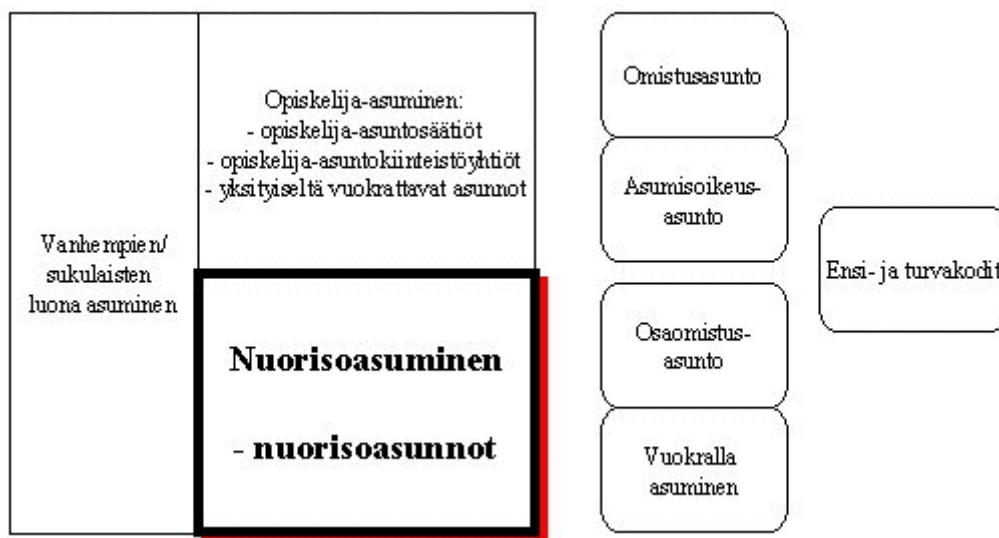 Vanhempien/
sukulaisten
luona asuminen
Opiskelija-asuminen:
- opiskelija-asuntosäätiöt
- opiskelija-asuntokiinteistöyhtiöt
- yksityiseltä vuokrattavat asunnot
Nuorisoasuminen
- nuorisoasunnot
Omistusasunto
Asumisoikeus-
asunto
Osaomistus-
asunto
Vuokralla
asuminen
Ensi- ja turvakodit